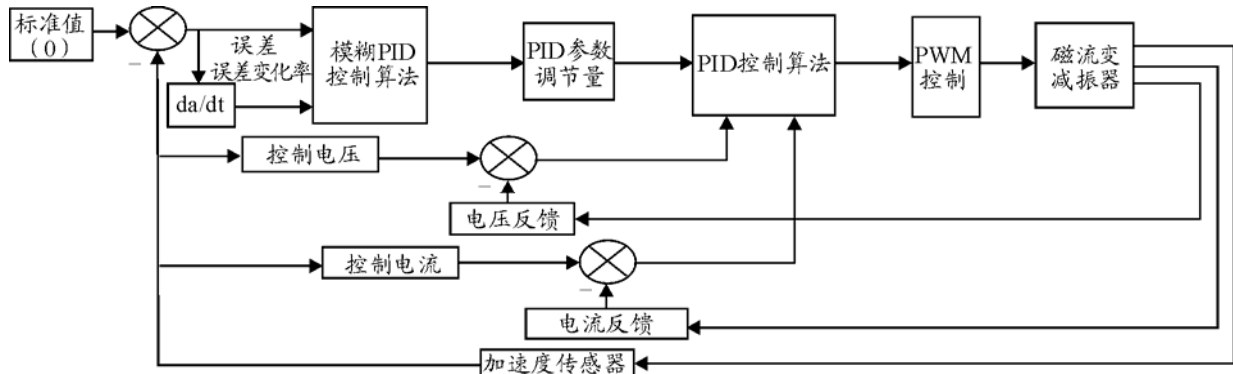 标准值
(0)
误差
误差变化率
da/dt
模糊PID
控制算法
PID参数
调节量
PID控制算法
PWM
控制
磁流变
减振器
控制电压
电压反馈
控制电流
电流反馈
加速度传感器